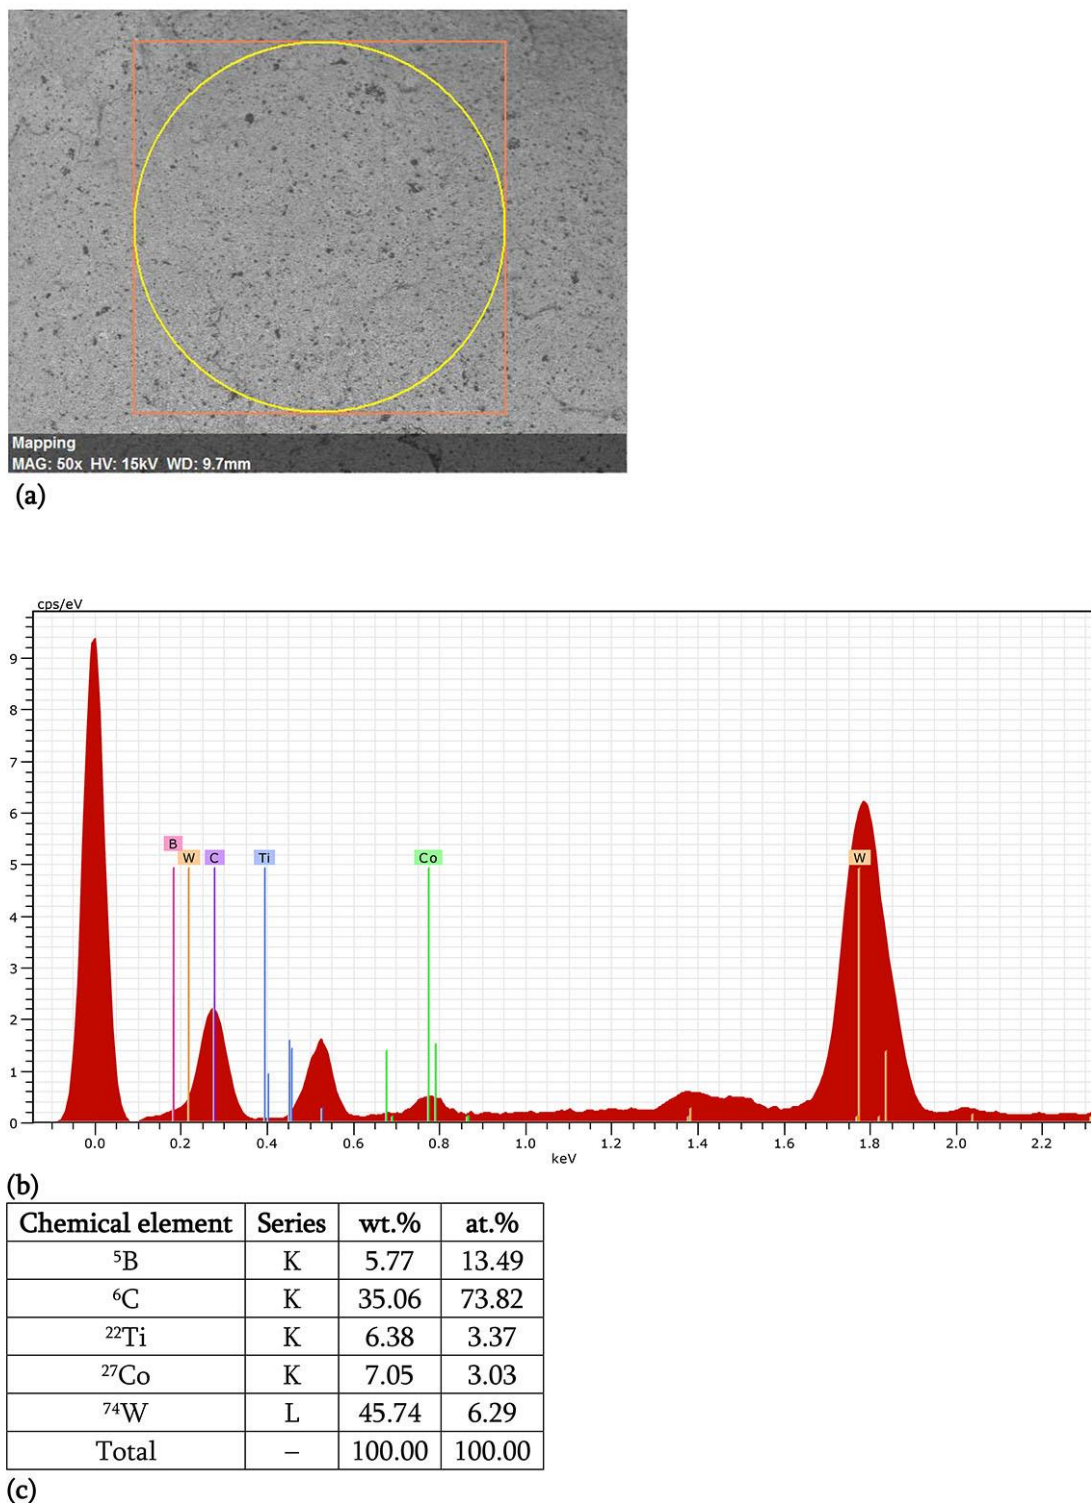 Mapping
MAG: 50x HV: 15kV WD: 9.7mm
(a)
cps/eV
9
8
7
6
5
4
3
2
1
0
B
W
C
Ti
Co
W
0.0 0.2 0.4 0.6 0.8 1.0 1.2 1.4 1.6 1.8 2.0 2.2
keV
(b)
Chemical element Series wt.% at.%
⁵B K 5.77 13.49
⁶C K 35.06 73.82
²²Ti K 6.38 3.37
²⁷Co K 7.05 3.03
⁷⁴W L 45.74 6.29
Total – 100.00 100.00
(c)